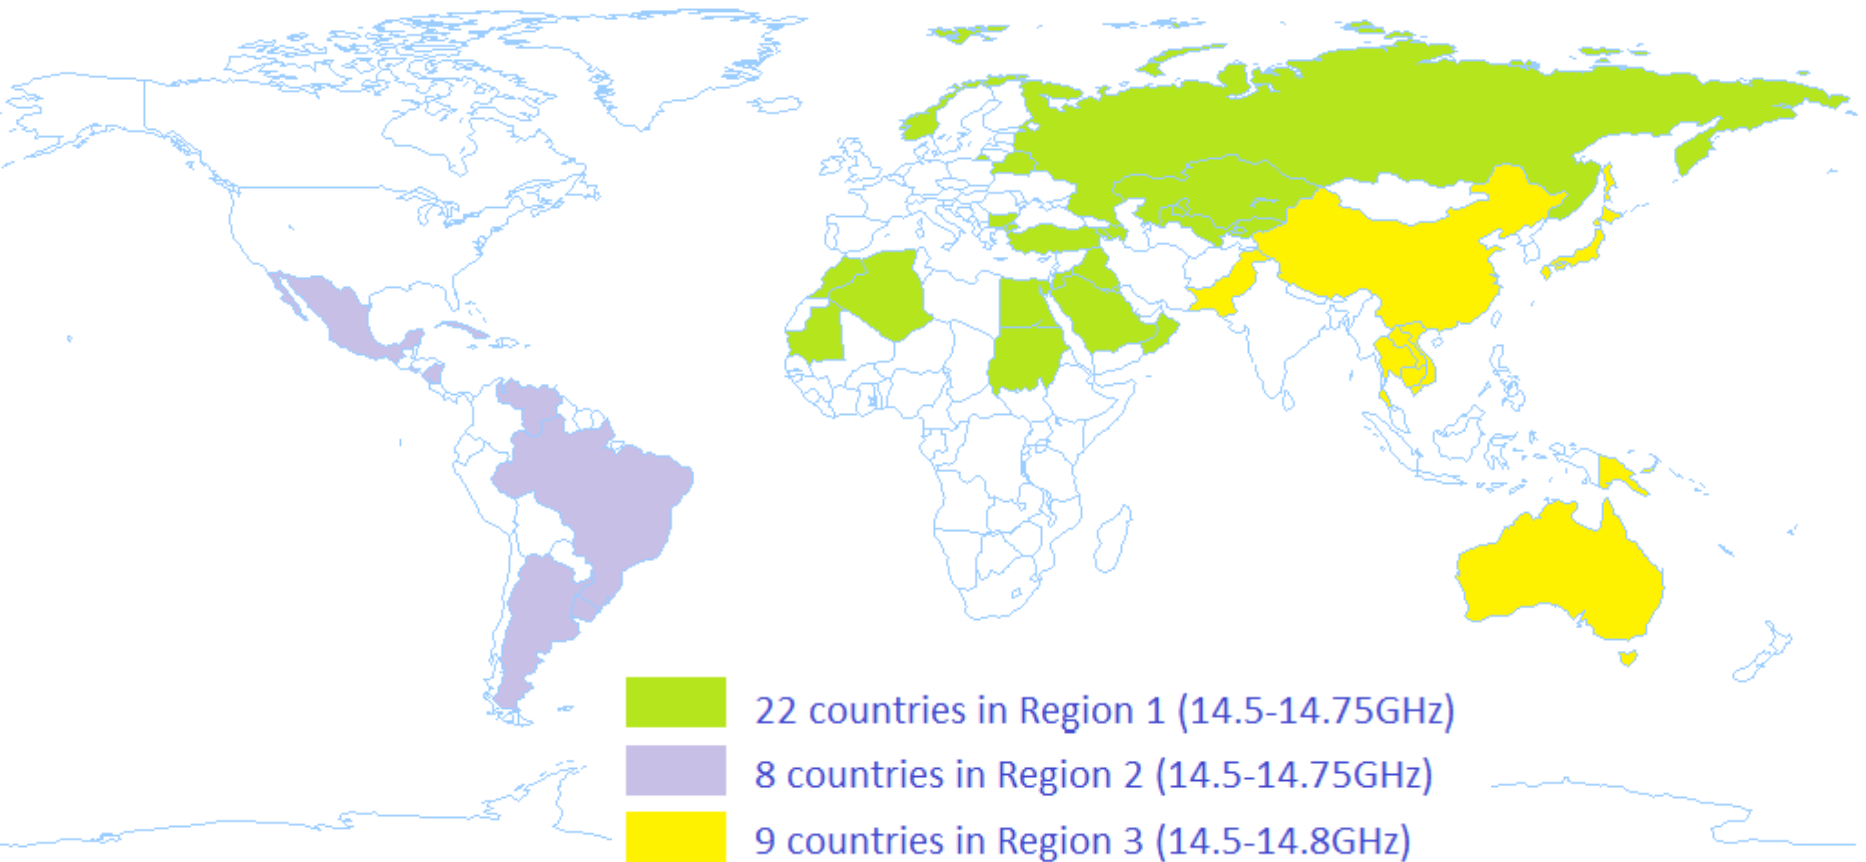 22 countries in Region 1 (14.5-14.75GHz)
8 countries in Region 2 (14.5-14.75GHz)
9 countries in Region 3 (14.5-14.8GHz)